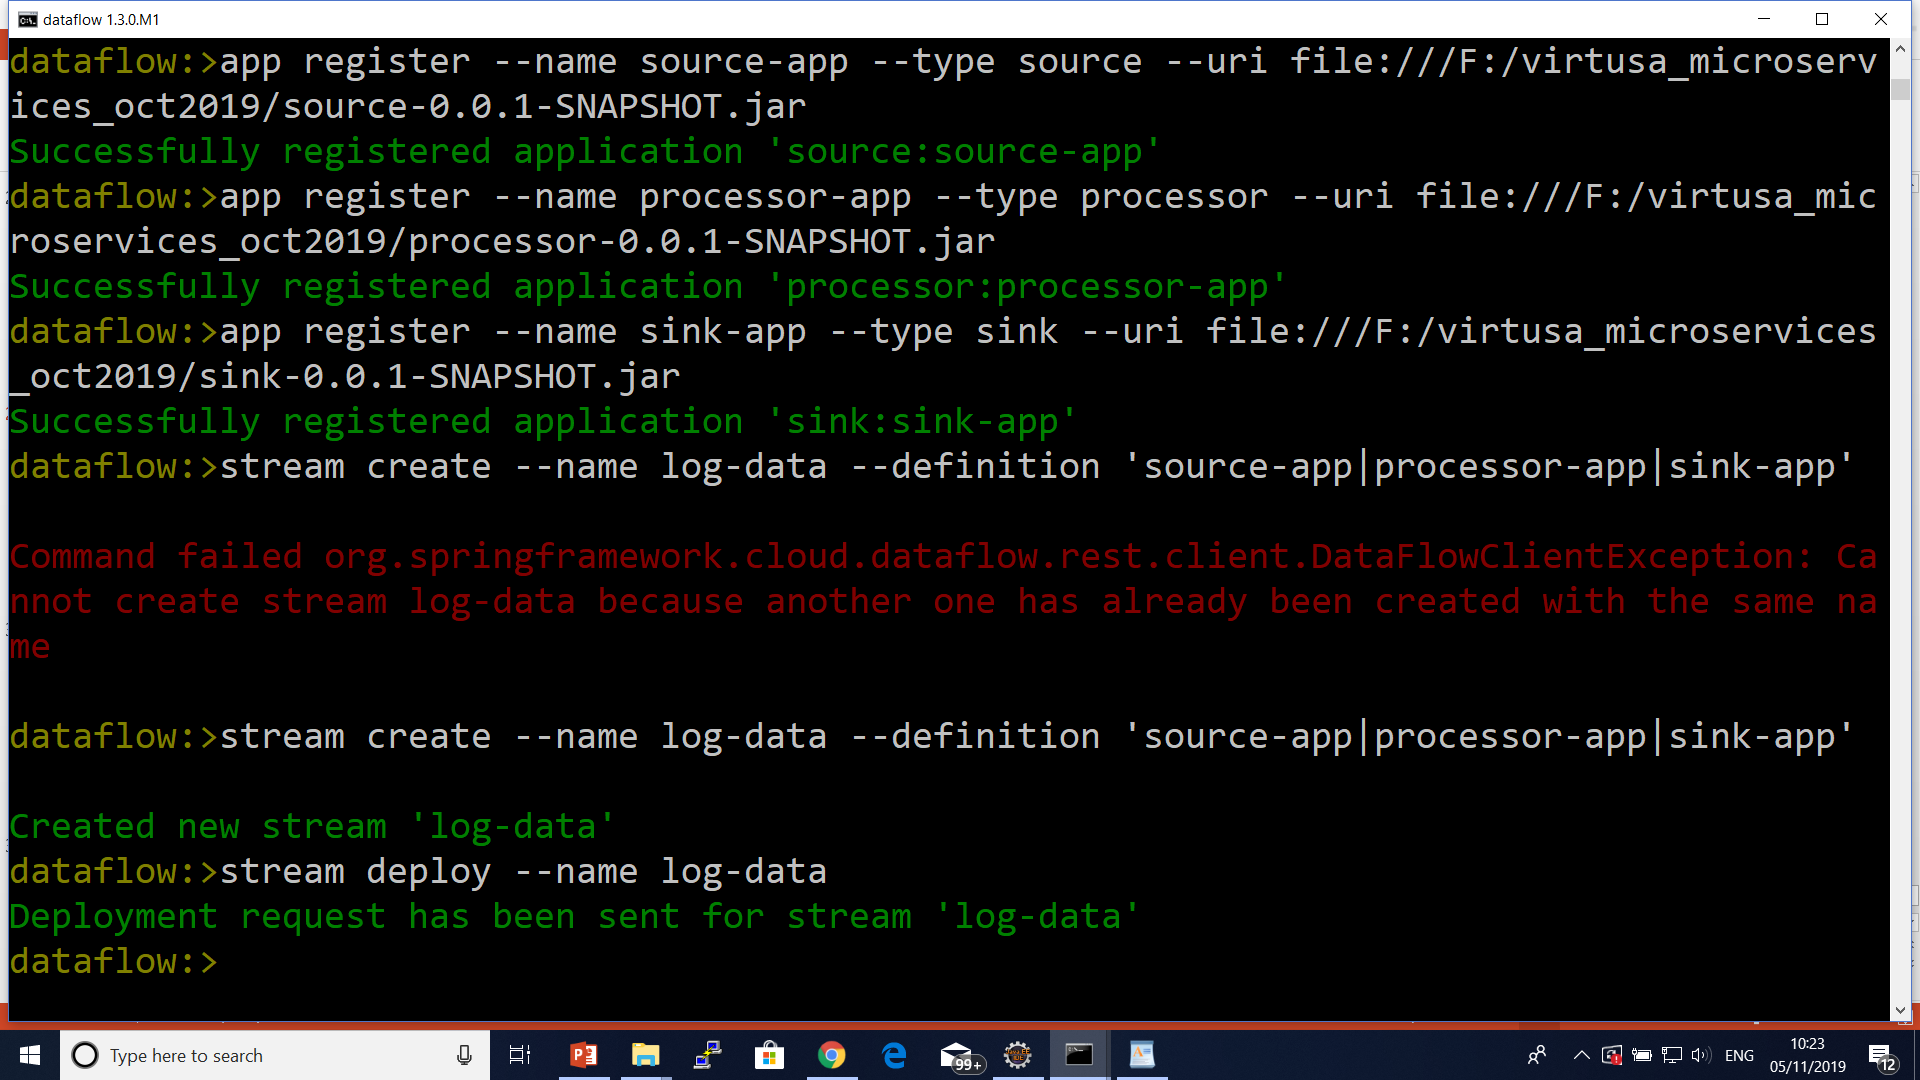 dataflow 1.3.0.M1
dataflow:>app register --name source-app --type source --uri file:///F:/virtusa_microserv
ices_oct2019/source-0.0.1-SNAPSHOT.jar
Successfully registered application 'source:source-app'
dataflow:>app register --name processor-app --type processor --uri file:///F:/virtusa_mic
roservices_oct2019/processor-0.0.1-SNAPSHOT.jar
Successfully registered application 'processor:processor-app'
dataflow:>app register --name sink-app --type sink --uri file:///F:/virtusa_microservices
_oct2019/sink-0.0.1-SNAPSHOT.jar
Successfully registered application 'sink:sink-app'
dataflow:>stream create --name log-data --definition 'source-app|processor-app|sink-app'
Command failed org.springframework.cloud.dataflow.rest.client.DataFlowClientException: Ca
nnot create stream log-data because another one has already been created with the same na
me
dataflow:>stream create --name log-data --definition 'source-app|processor-app|sink-app'
Created new stream 'log-data'
dataflow:>stream deploy --name log-data
Deployment request has been sent for stream 'log-data'
dataflow:>
Type here to search
99+
ENG
10:23
05/11/2019
12